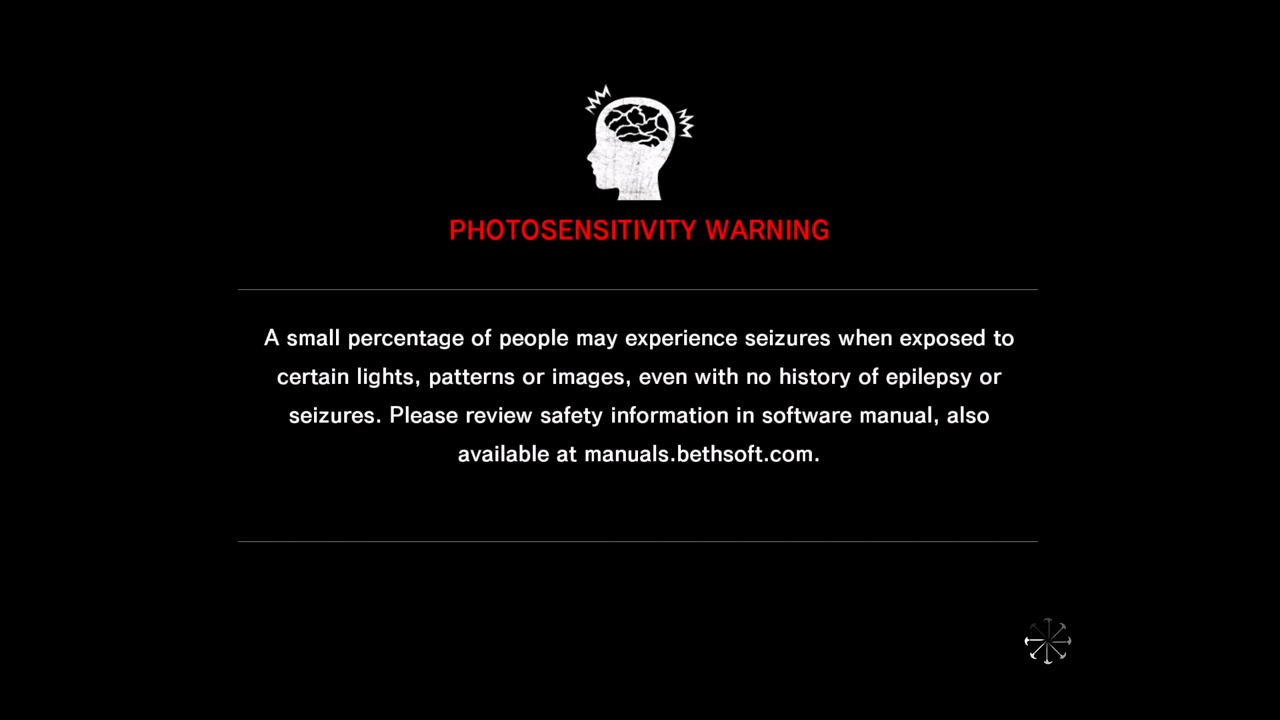 PHOTOSENSITIVITY WARNING
A small percentage of people may experience seizures when exposed to
certain lights, patterns or images, even with no history of epilepsy or
seizures. Please review safety information in software manual, also
available at manuals.bethsoft.com.